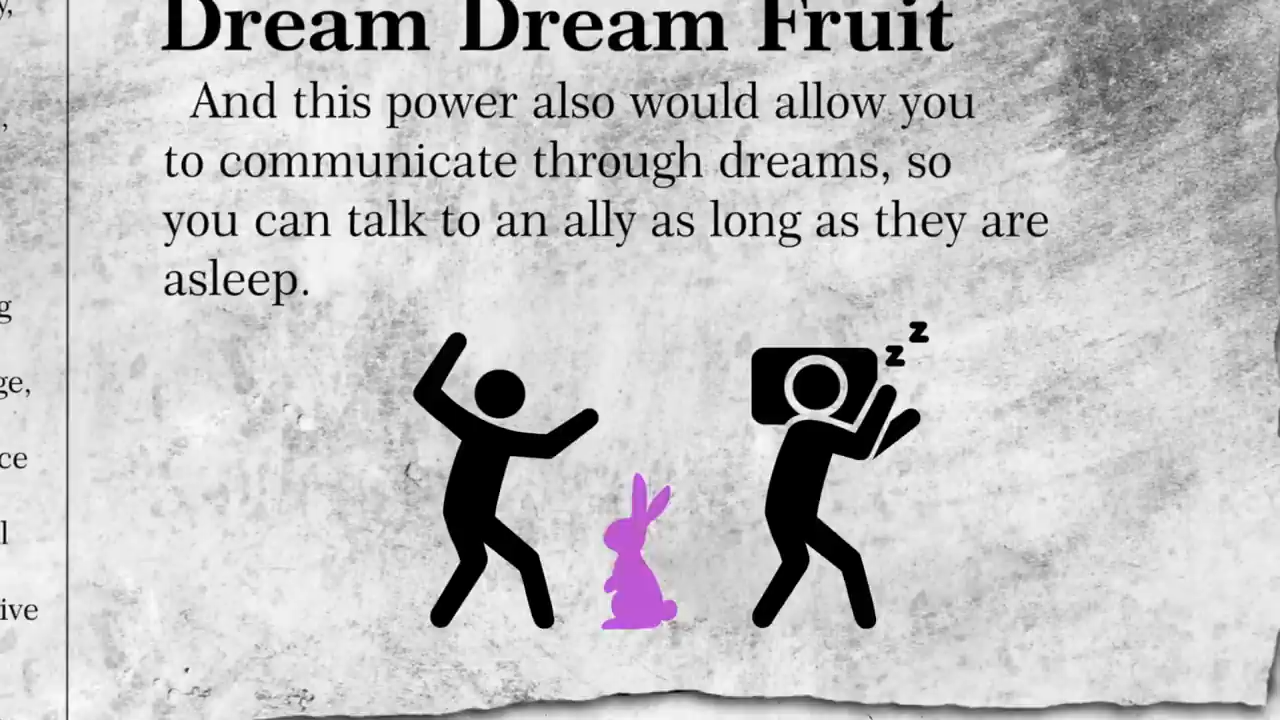 Dream Dream Fruit
And this power also would allow you
to communicate through dreams, so
you can talk to an ally as long as they are
asleep.
z
z